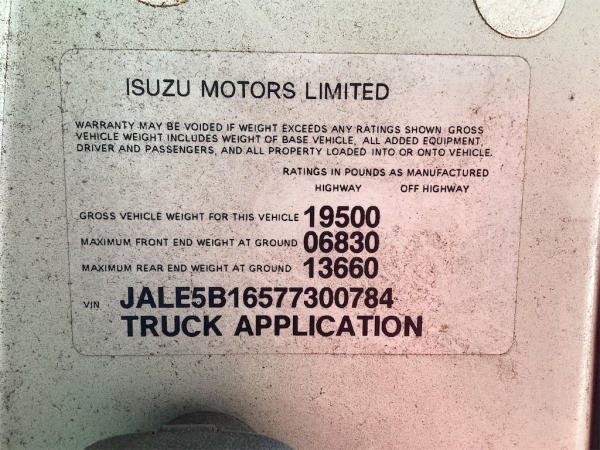 ISUZU MOTORS LIMITED
WARRANTY MAY BE VOIDED IF WEIGHT EXCEEDS ANY RATINGS SHOWN. GROSS
VEHICLE WEIGHT INCLUDES WEIGHT OF BASE VEHICLE, ALL ADDED EQUIPMENT,
DRIVER AND PASSENGERS, AND ALL PROPERTY LOADED INTO OR ONTO VEHICLE.
RATINGS IN POUNDS AS MANUFACTURED
HIGHWAY OFF HIGHWAY
GROSS VEHICLE WEIGHT FOR THIS VEHICLE 19500
MAXIMUM FRONT END WEIGHT AT GROUND 06830
MAXIMUM REAR END WEIGHT AT GROUND 13660
VIN JALE5B16577300784
TRUCK APPLICATION